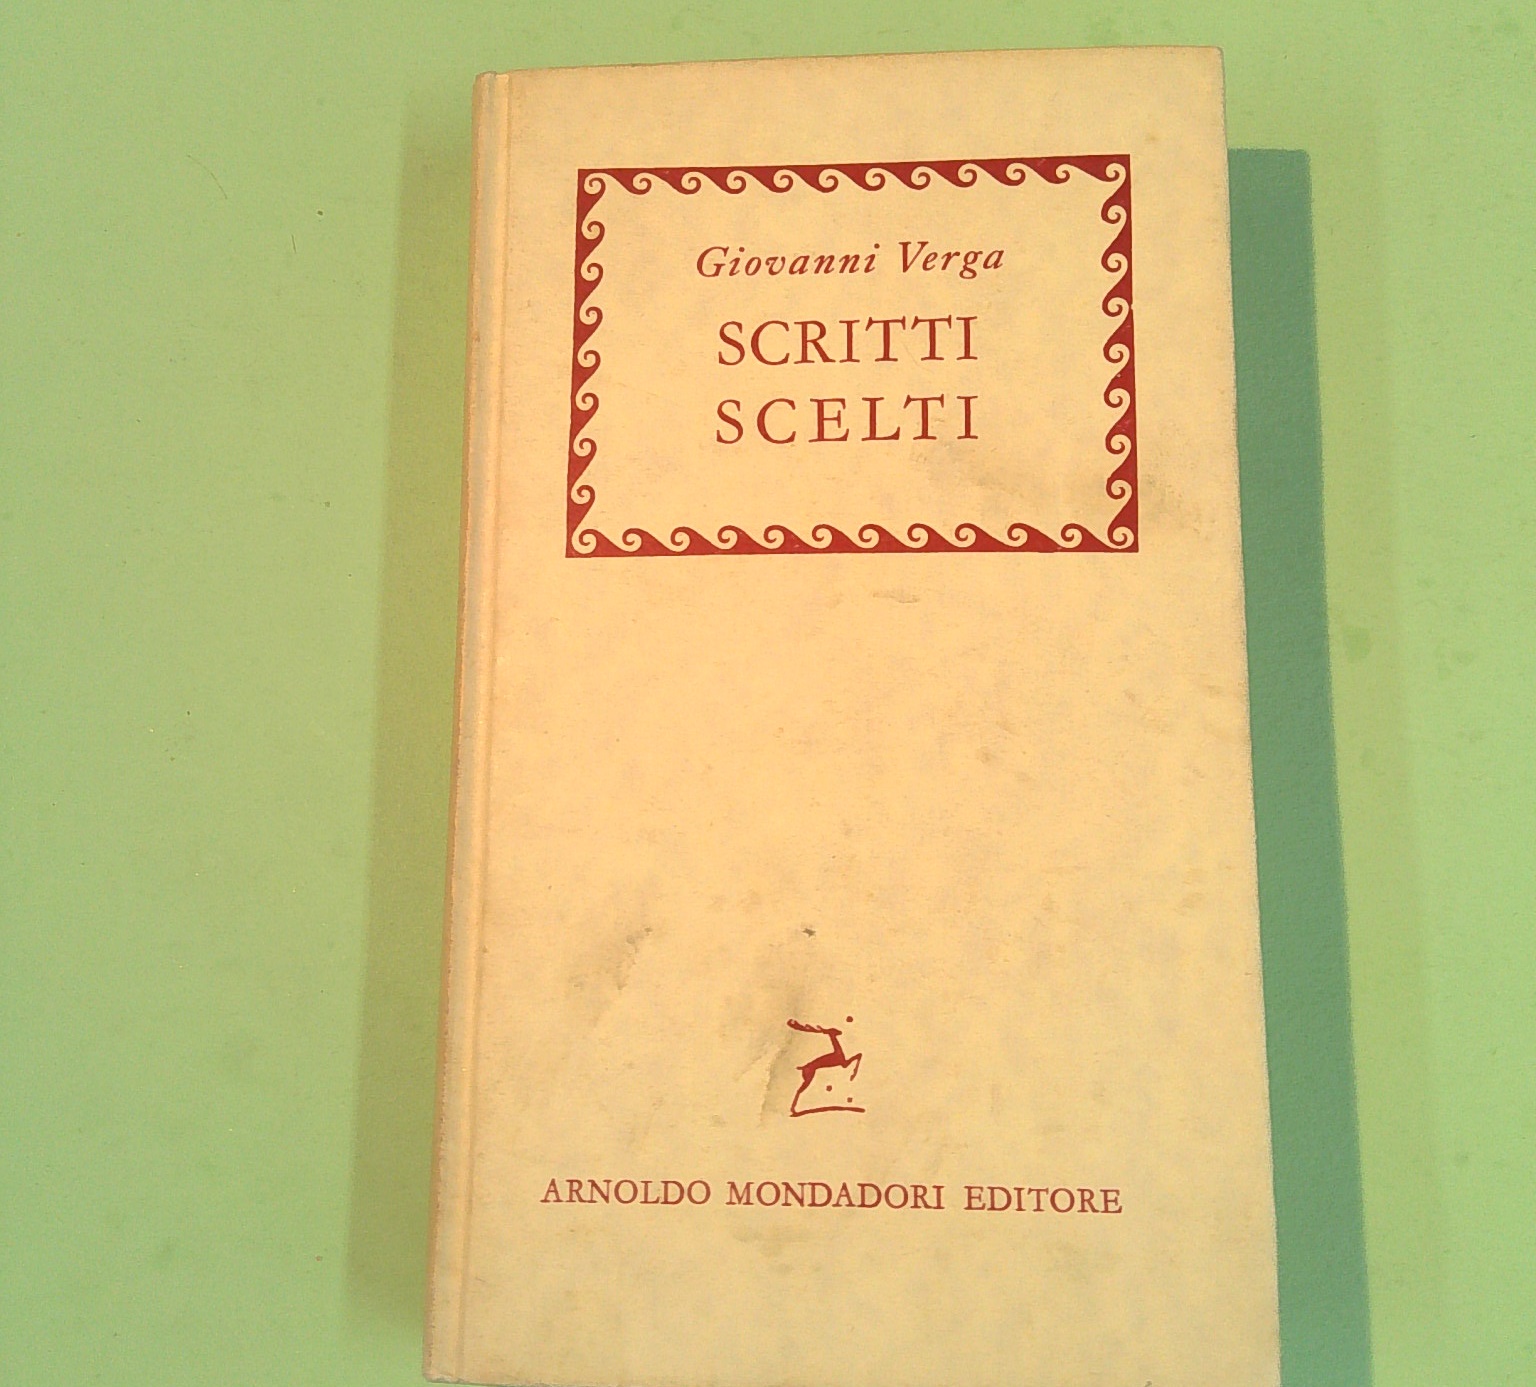 Giovanni Verga
SCRITTI
SCELTI
ARNOLDO MONDADORI EDITORE